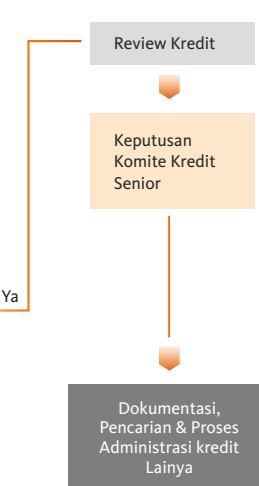 Review Kredit
Keputusan
Komite Kredit
Senior
Ya
Dokumentasi,
Pencarian & Proses
Administrasi kredit
Lainya